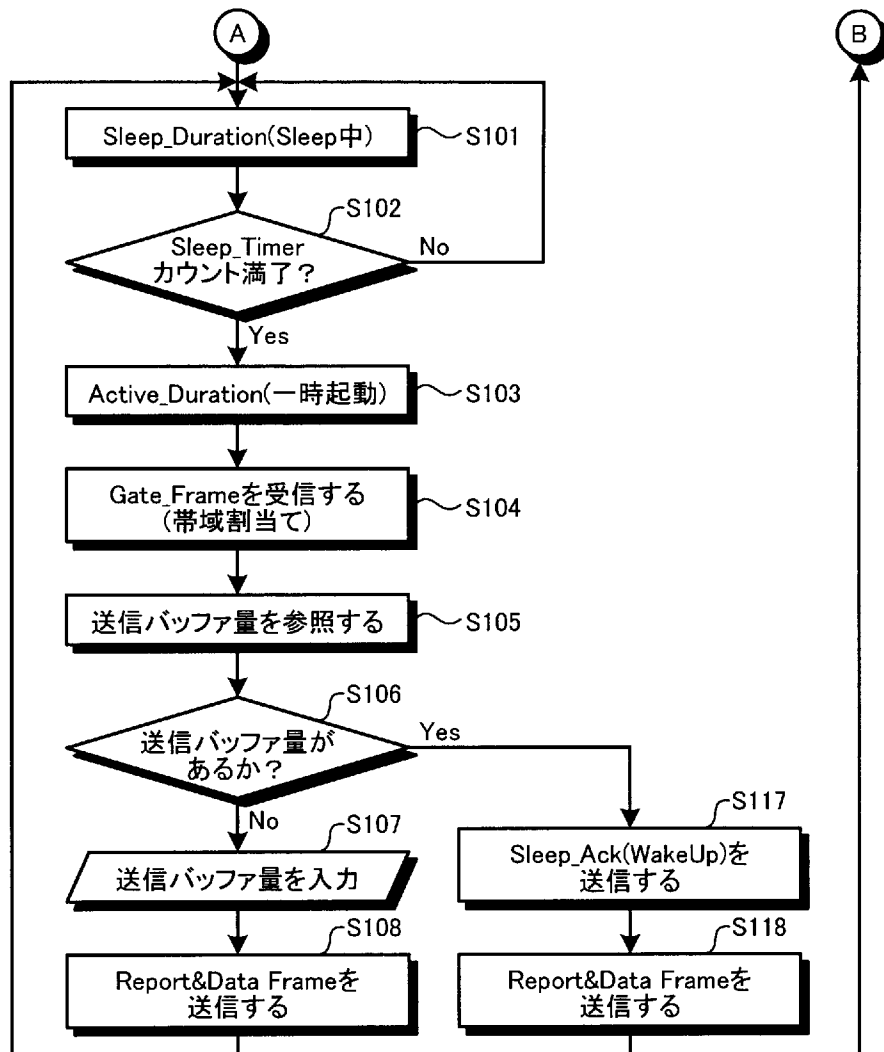 A
B
Sleep_Duration(Sleep中)
S101
S102
Sleep_Timer
カウント満了？
No
Yes
Active_Duration(一時起動)
S103
Gate_Frameを受信する
(帯域割当て)
S104
送信バッファ量を参照する
S105
S106
送信バッファ量が
あるか？
Yes
No
S107
送信バッファ量を入力
S117
Sleep_Ack(WakeUp)を
送信する
S108
Report&Data Frameを
送信する
S118
Report&Data Frameを
送信する